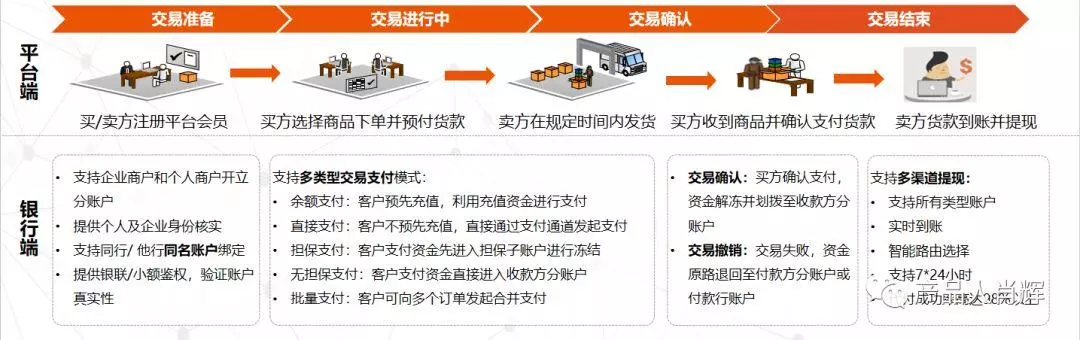 交易准备
交易进行中
交易确认
交易结束
平台端
买/卖方注册平台会员
买方选择商品下单并预付货款
卖方在规定时间内发货
买方收到商品并确认支付货款
卖方货款到账并提现
银行端
• 支持企业商户和个人商户开立
分账户
• 提供个人及企业身份核实
• 支持同行/他行同名账户绑定
• 提供银联/小额鉴权，验证账户
真实性
支持多类型交易支付模式：
• 余额支付：客户预先充值，利用充值资金进行支付
• 直接支付：客户不预先充值，直接通过支付通道发起支付
• 担保支付：客户支付资金先进入担保子账户进行冻结
• 无担保支付：客户支付资金直接进入收款方分账户
• 批量支付：客户可向多个订单发起合并支付
• 交易确认：买方确认支付，
资金解冻并划拨至收款方分
账户
• 交易撤销：交易失败，资金
原路退回至付款方分账户或
付款行账户
支持多渠道提现：
• 支持所有类型账户
• 实时到账
• 智能路由选择
• 支持7*24小时
付成功
产品人肖辉